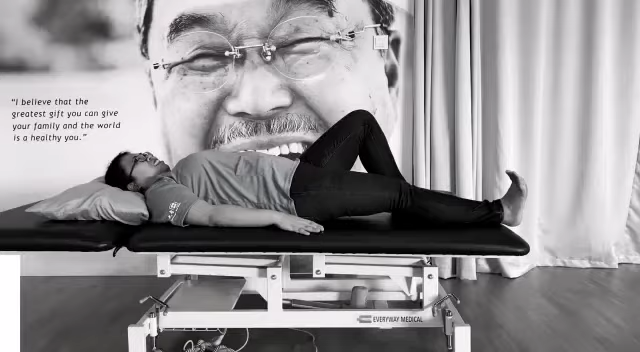 "I believe that the
greatest gift you can give
your family and the world
is a healthy you."
EVERYWAY MEDICAL